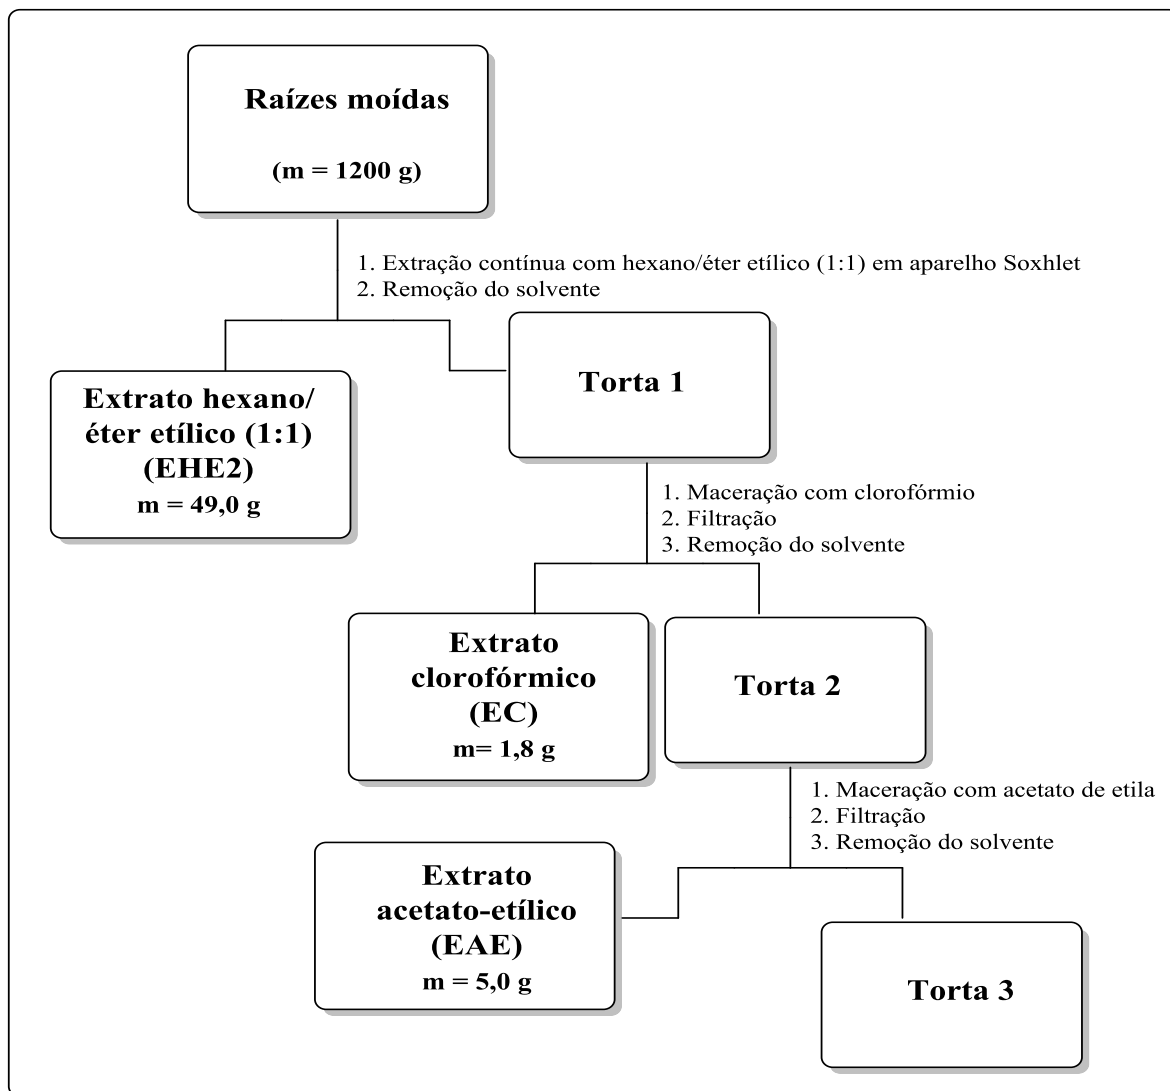 Raízes moídas
(m = 1200 g)
1. Extração contínua com hexano/éter etílico (1:1) em aparelho Soxhlet
2. Remoção do solvente
Extrato hexano/
éter etílico (1:1)
(EHE2)
m = 49,0 g
Torta 1
1. Maceração com clorofórmio
2. Filtração
3. Remoção do solvente
Extrato
clorofórmico
(EC)
m= 1,8 g
Torta 2
1. Maceração com acetato de etila
2. Filtração
3. Remoção do solvente
Extrato
acetato-etílico
(EAE)
m = 5,0 g
Torta 3